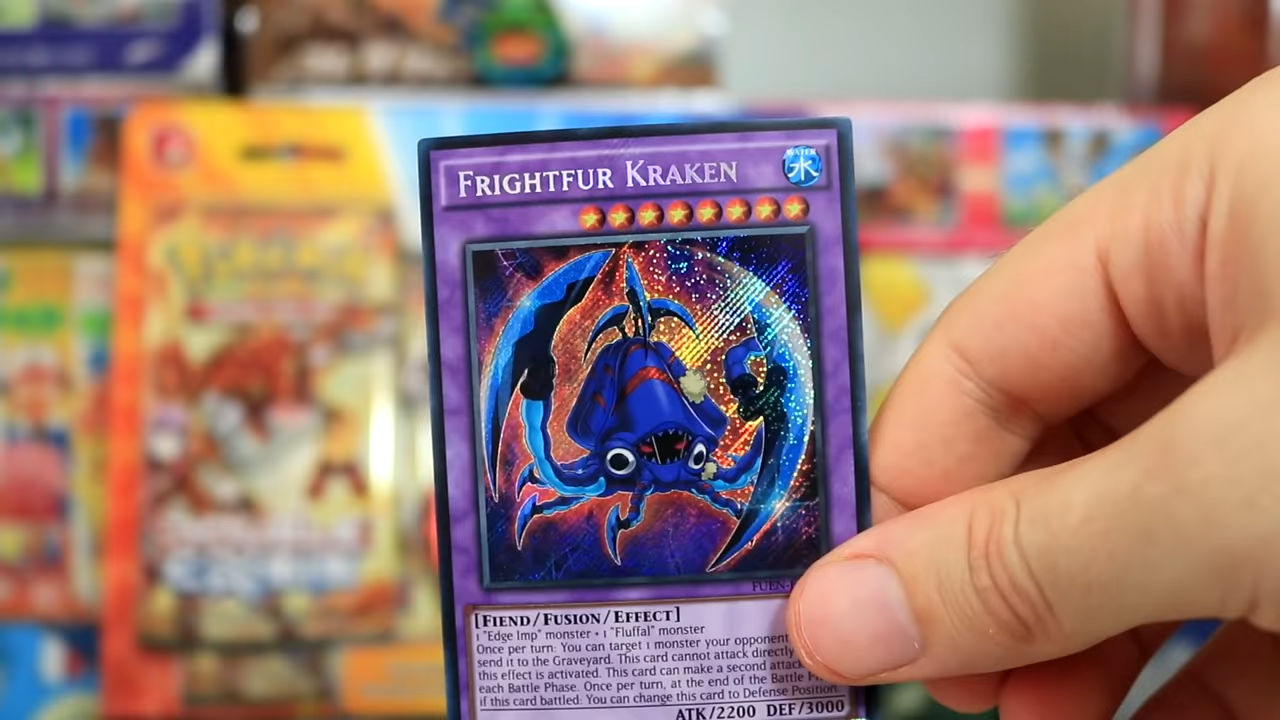 FRIGHTFUR KRAKEN
WATER
水
FUEN-
[FIEND/FUSION/EFFECT]
1 "Edge Imp" monster + 1 "Fluffal" monster
Once per turn: You can target 1 monster your opponent
send it to the Graveyard. This card cannot attack directly
this effect is activated. This card can make a second attack
each Battle Phase. Once per turn, at the end of the Battle P
if this card battled: You can change this card to Defense Position.
ATK/2200 DEF/3000